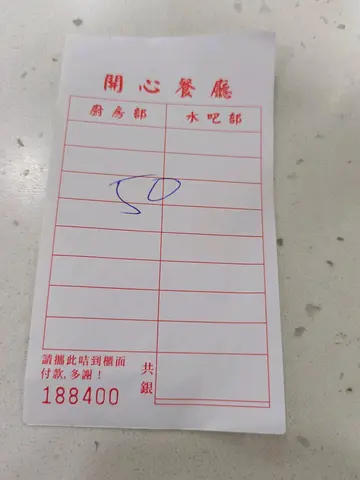 開心餐廳
廚房部 水吧部
50
請攜此咭到櫃面
付款,多謝!
共銀
188400